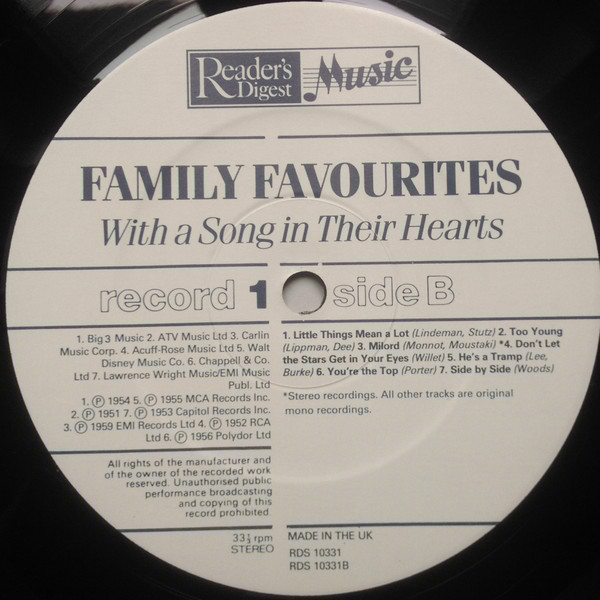 Reader's Digest Music
FAMILY FAVOURITES
With a Song in Their Hearts
record 1 side B
1. Big 3 Music 2. ATV Music Ltd 3. Carlin
Music Corp. 4. Acuff-Rose Music Ltd 5. Walt
Disney Music Co. 6. Chappell & Co.
Ltd 7. Lawrence Wright Music/EMI Music
Publ. Ltd
1. ℗ 1954 5. ℗ 1955 MCA Records Inc.
2. ℗ 1951 7. ℗ 1953 Capitol Records Inc.
3. ℗ 1959 EMI Records Ltd 4. ℗ 1952 RCA
Ltd 6. ℗ 1956 Polydor Ltd
1. Little Things Mean a Lot (Lindeman, Stutz) 2. Too Young
(Lippman, Dee) 3. Milord (Monnot, Moustaki) *4. Don't Let
the Stars Get in Your Eyes (Willet) 5. He's a Tramp (Lee,
Burke) 6. You're the Top (Porter) 7. Side by Side (Woods)
*Stereo recordings. All other tracks are original
mono recordings.
All rights of the manufacturer and
of the owner of the recorded work
reserved. Unauthorised public
performance broadcasting
and copying of this
record prohibited
33⅓ rpm
STEREO
MADE IN THE UK
RDS 10331
RDS 10331B